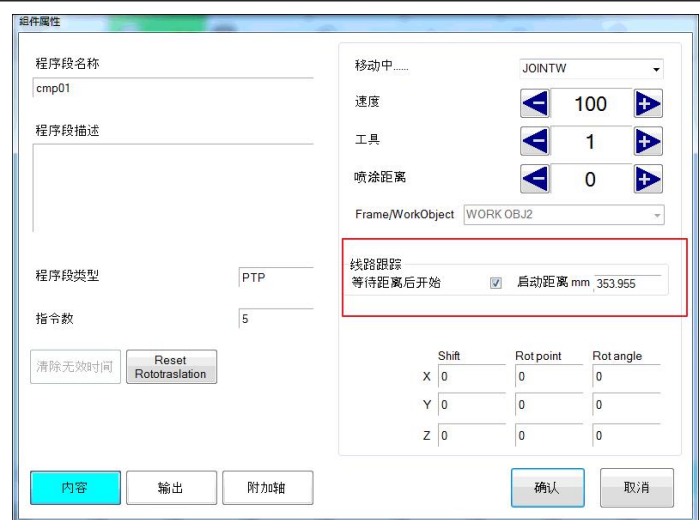 组件属性
程序段名称
cmp01
程序段描述
程序段类型 PTP
指令数 5
清除无效时间
Reset
Rototraslation
移动中...... JOINTW
速度 100
工具 1
喷涂距离 0
Frame/WorkObject WORK OBJ2
线路跟踪
等待距离后开始 启动距离 mm 353.955
Shift Rot point Rot angle
X 0 0 0
Y 0 0 0
Z 0 0 0
内容 输出 附加轴 确认 取消